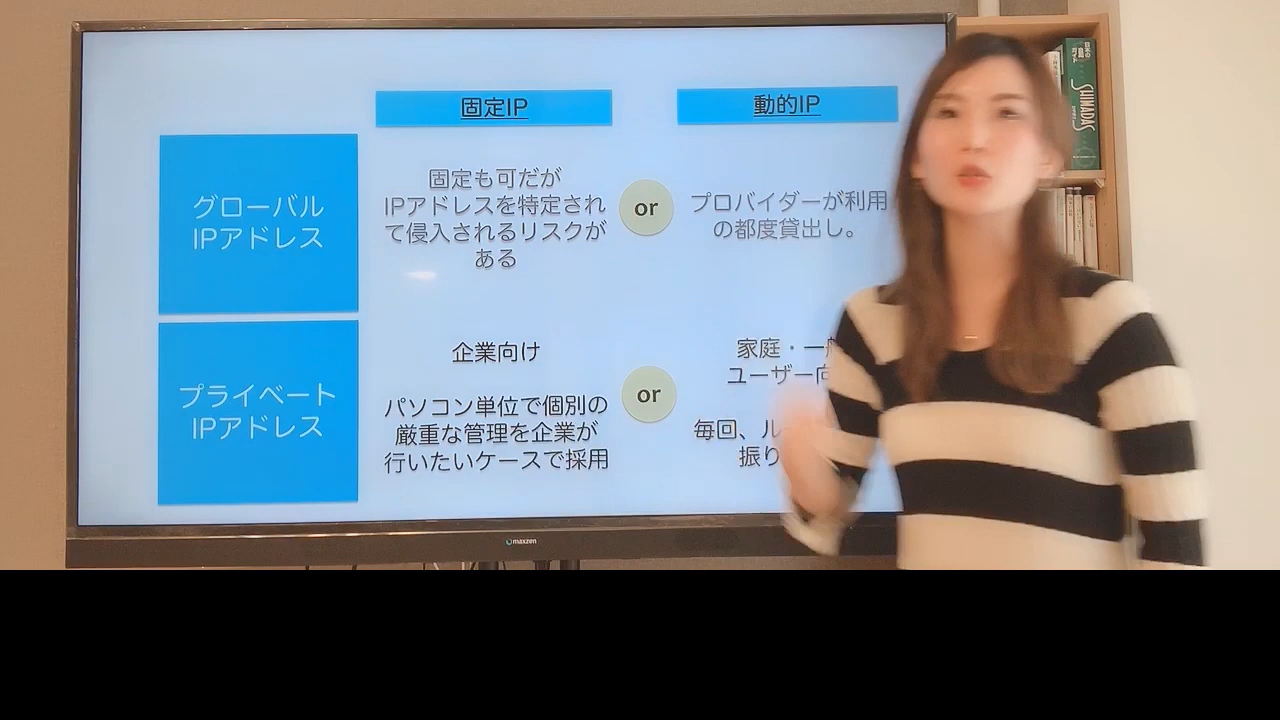 固定IP
動的IP
グローバル
IPアドレス
固定も可だが
IPアドレスを特定され
て侵入されるリスクが
ある
or
プロバイダーが利用
の都度貸出し。
プライベート
IPアドレス
企業向け
パソコン単位で個別の
厳重な管理を企業が
行いたいケースで採用
or
家庭・一
ユーザー向
毎回、ル
振り
maxzen
SHIMADAS